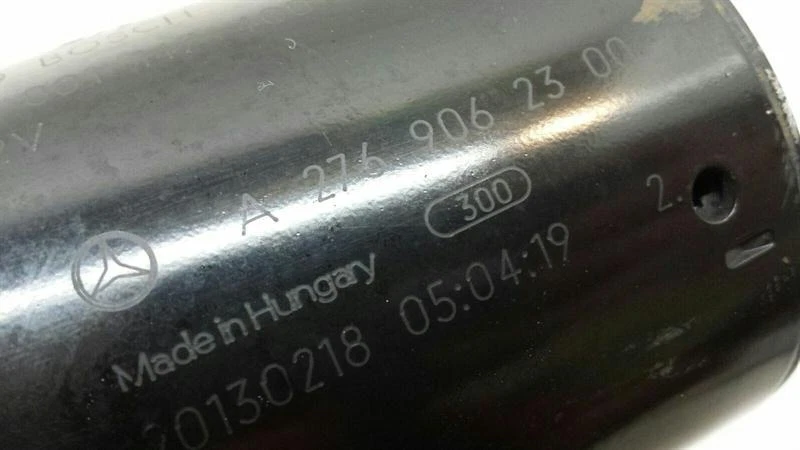 BOSCH
A 276 906 23 00
300
2.
Made in Hungary
20130218 05:04:19